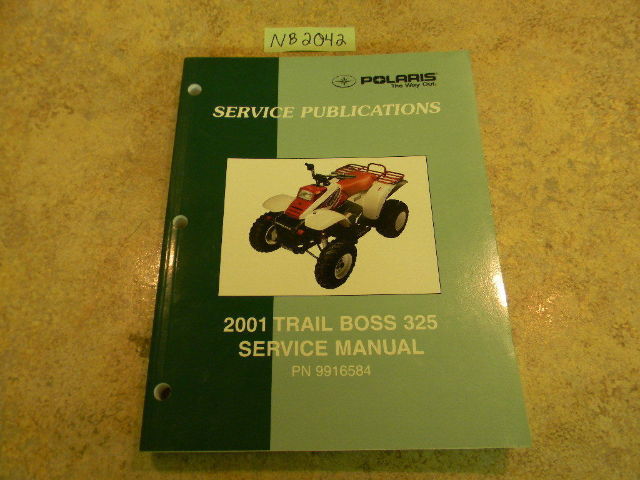 NB2042
POLARIS
The Way Out.
SERVICE PUBLICATIONS
2001 TRAIL BOSS 325
SERVICE MANUAL
PN 9916584